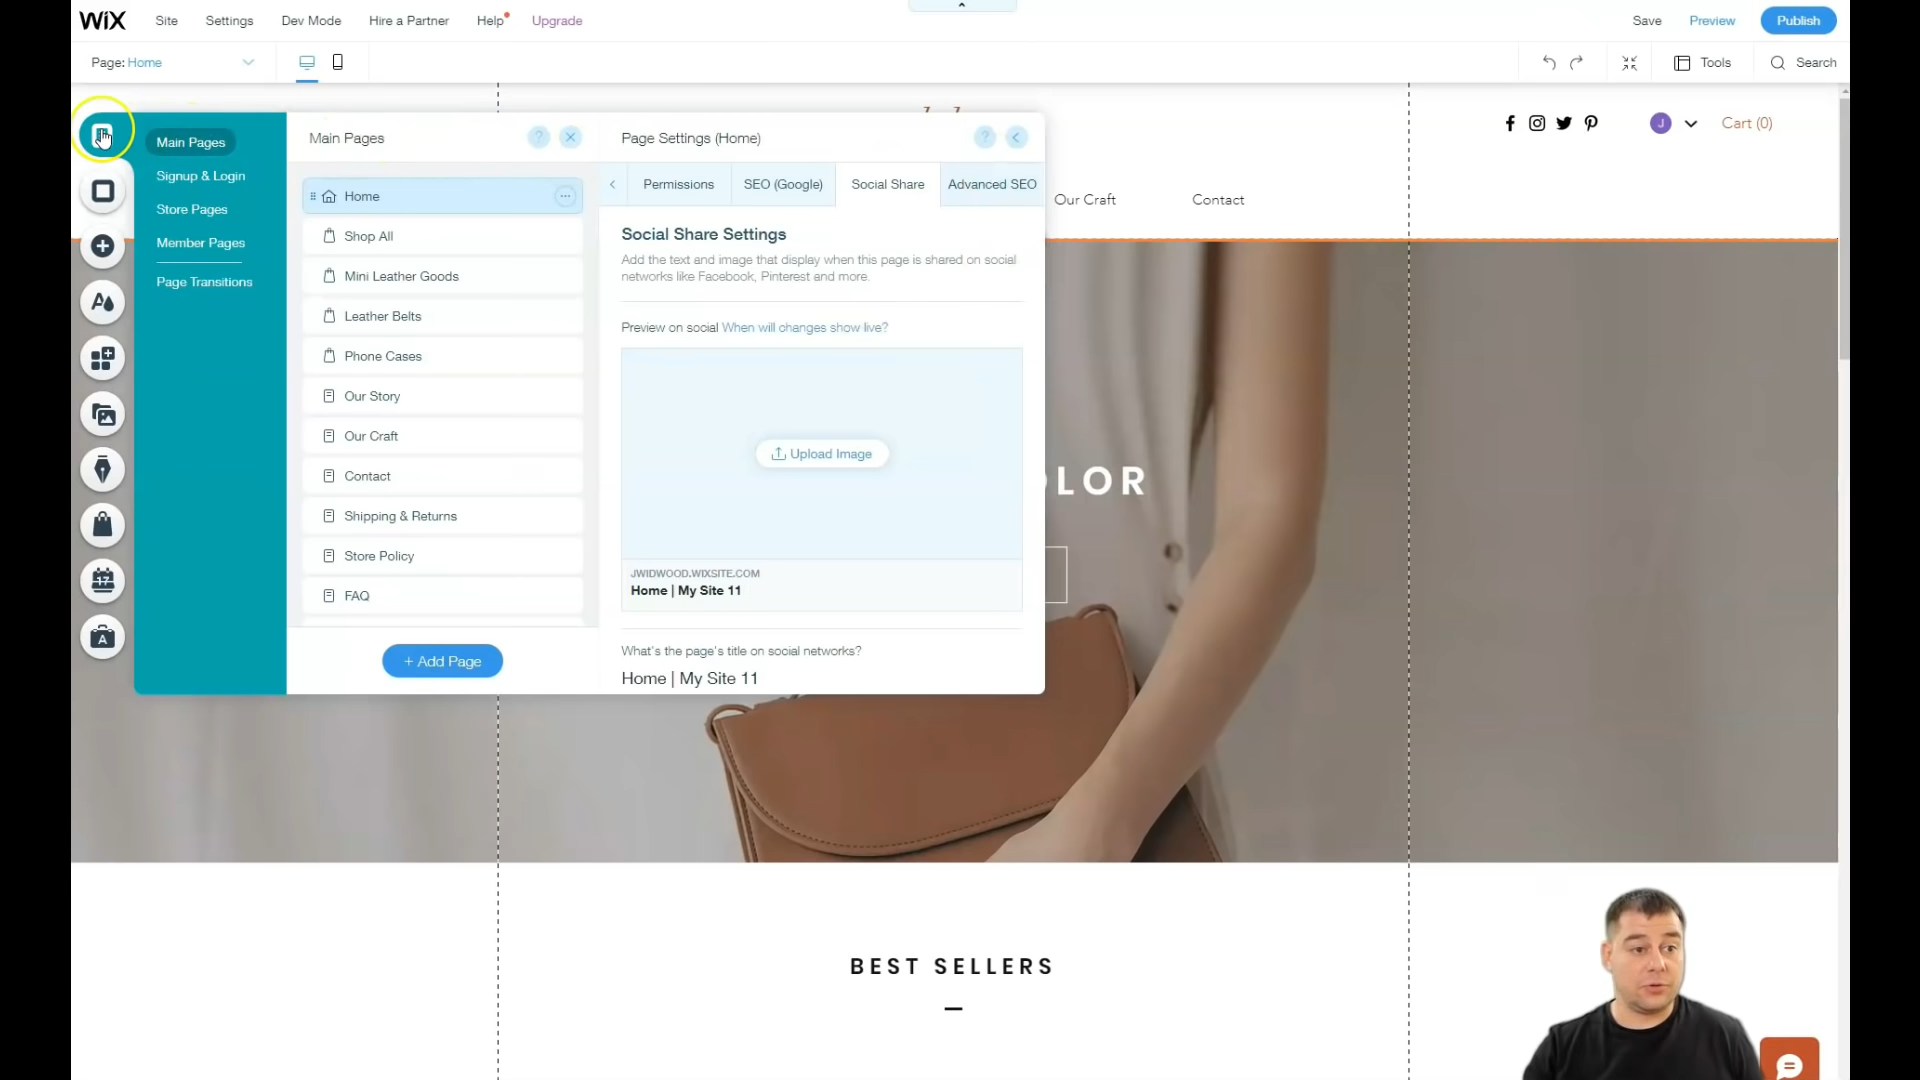 WiX Site Settings Dev Mode Hire a Partner Help Upgrade Save Preview Publish
Page: Home Tools Search
Main Pages
Signup & Login
Store Pages
Member Pages
Page Transitions
Main Pages ?
Home
Shop All
Mini Leather Goods
Leather Belts
Phone Cases
Our Story
Our Craft
Contact
Shipping & Returns
Store Policy
FAQ
+ Add Page
Page Settings (Home) ?
Permissions SEO (Google) Social Share Advanced SEO
Social Share Settings
Add the text and image that display when this page is shared on social
networks like Facebook, Pinterest and more.
Preview on social When will changes show live?
Upload Image
JWIDWOOD.WIXSITE.COM
Home | My Site 11
What's the page's title on social networks?
Home | My Site 11
J Cart (0)
Our Craft Contact
OLOR
17
A
BEST SELLERS